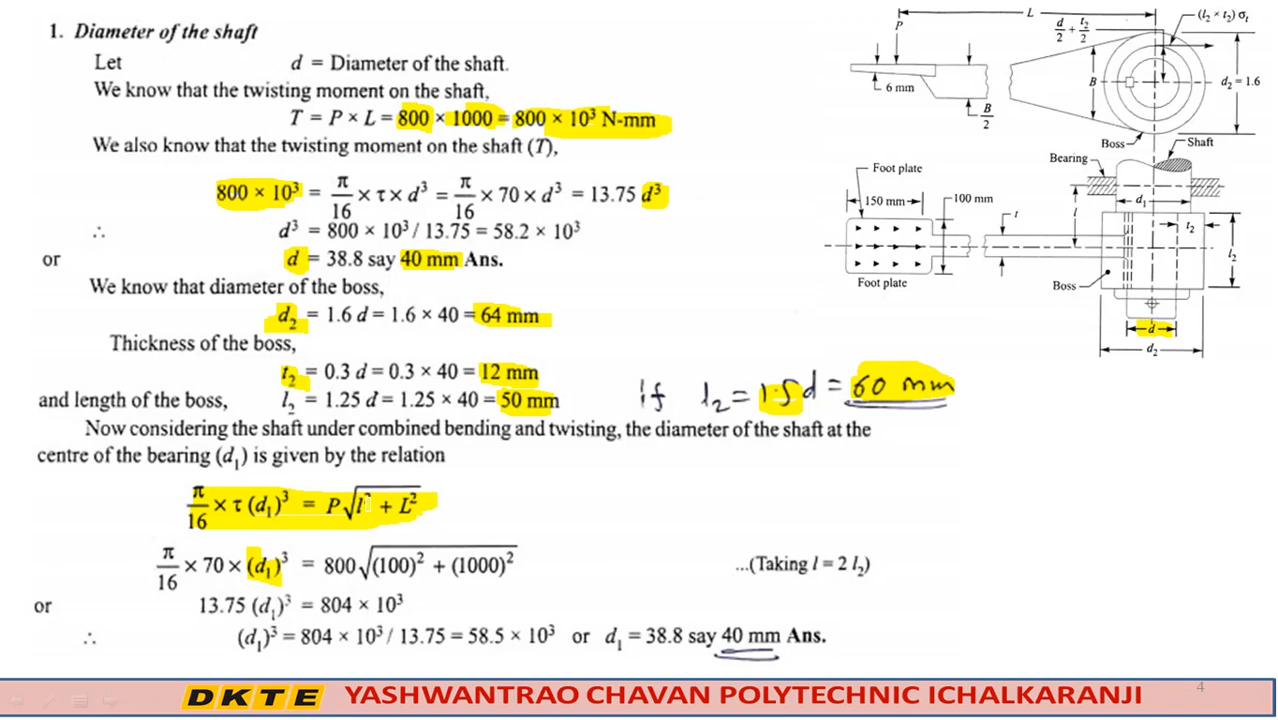 1. Diameter of the shaft
Let d = Diameter of the shaft.
We know that the twisting moment on the shaft,
T = P × L = 800 × 1000 = 800 × 10³ N-mm
We also know that the twisting moment on the shaft (T),
800 × 10³ = π/16 × τ × d³ = π/16 × 70 × d³ = 13.75 d³
∴ d³ = 800 × 10³ / 13.75 = 58.2 × 10³
or d = 38.8 say 40 mm Ans.
We know that diameter of the boss,
d₂ = 1.6 d = 1.6 × 40 = 64 mm
Thickness of the boss,
t₂ = 0.3 d = 0.3 × 40 = 12 mm
and length of the boss, l₂ = 1.25 d = 1.25 × 40 = 50 mm
if l₂ = 1.5d = 60 mm
Now considering the shaft under combined bending and twisting, the diameter of the shaft at the
centre of the bearing (d₁) is given by the relation
π/16 × τ (d₁)³ = P√(l² + L²)
π/16 × 70 × (d₁)³ = 800√((100)² + (1000)²) ...(Taking l = 2 l₂)
or 13.75 (d₁)³ = 804 × 10³
∴ (d₁)³ = 804 × 10³ / 13.75 = 58.5 × 10³ or d₁ = 38.8 say 40 mm Ans.
L
P
d/2 + t₂/2
(l₂ × t₂) σₜ
6 mm
B
d₂ = 1.6
B/2
Boss
Shaft
Bearing
Foot plate
150 mm
100 mm
d₁
l
t
t₂
l₂
Foot plate
Boss
d
d₂
DKTE YASHWANTRAO CHAVAN POLYTECHNIC ICHALKARANJI
4